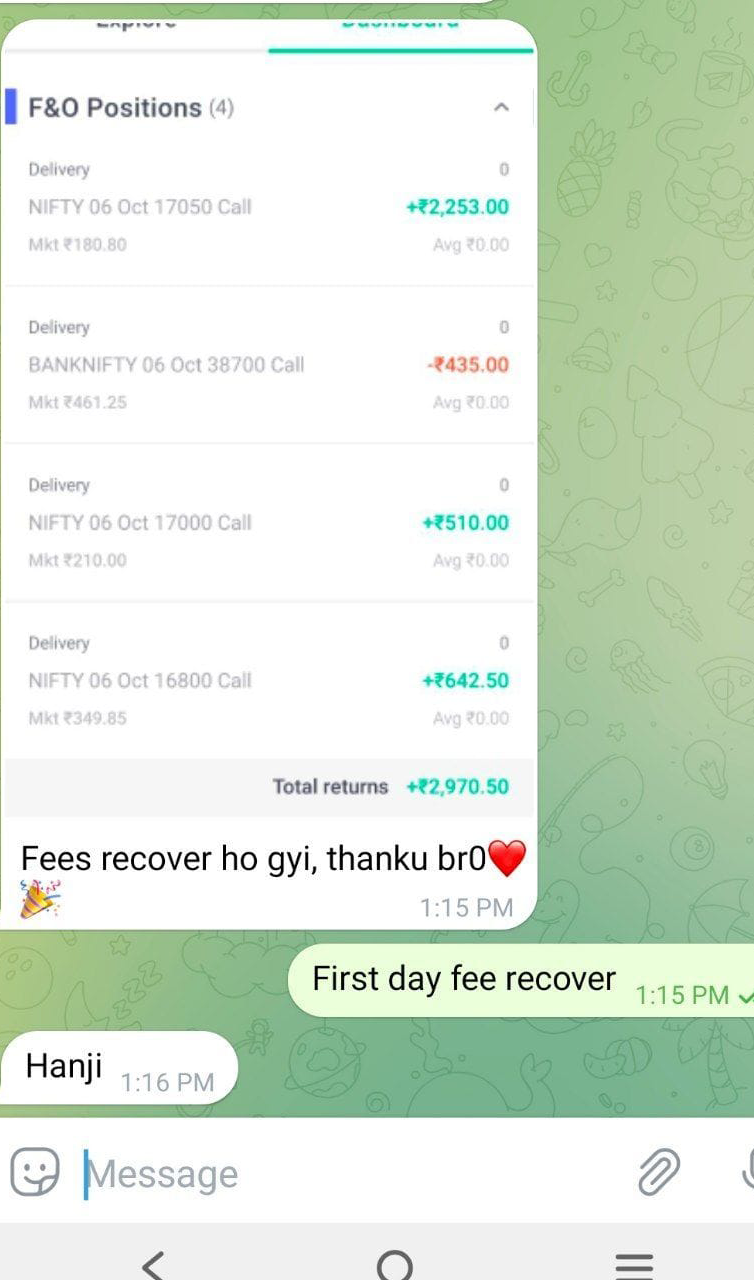 Explore Dashboard
F&O Positions (4)
Delivery 0
NIFTY 06 Oct 17050 Call +₹2,253.00
Mkt ₹180.80 Avg ₹0.00
Delivery 0
BANKNIFTY 06 Oct 38700 Call -₹435.00
Mkt ₹461.25 Avg ₹0.00
Delivery 0
NIFTY 06 Oct 17000 Call +₹510.00
Mkt ₹210.00 Avg ₹0.00
Delivery 0
NIFTY 06 Oct 16800 Call +₹642.50
Mkt ₹349.85 Avg ₹0.00
Total returns +₹2,970.50
Fees recover ho gyi, thanku br0❤️
🎉 1:15 PM
First day fee recover 1:15 PM
Hanji 1:16 PM
Message